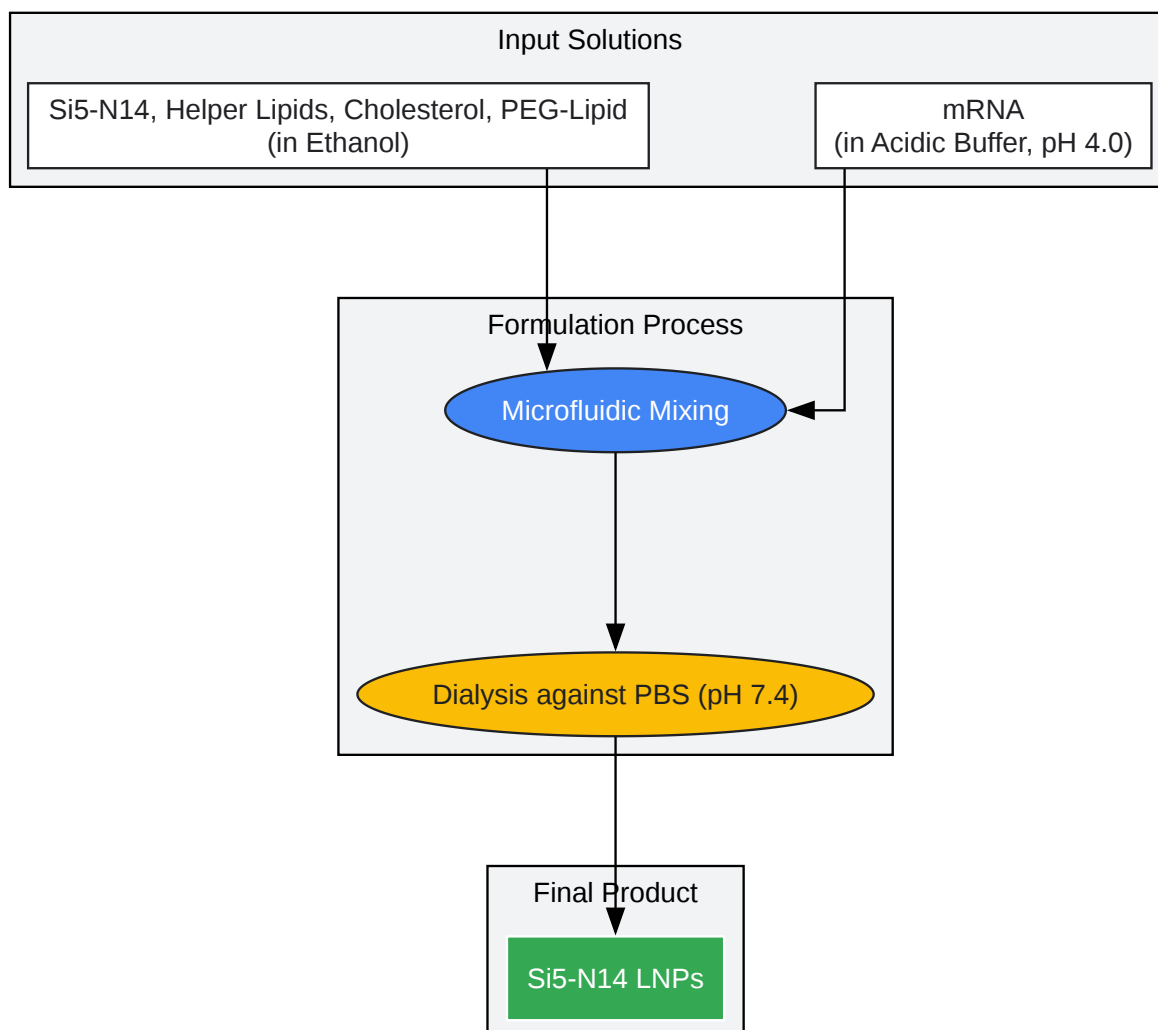 Input Solutions
Si5-N14, Helper Lipids, Cholesterol, PEG-Lipid
(in Ethanol)
mRNA
(in Acidic Buffer, pH 4.0)
Formulation Process
Microfluidic Mixing
Dialysis against PBS (pH 7.4)
Final Product
Si5-N14 LNPs